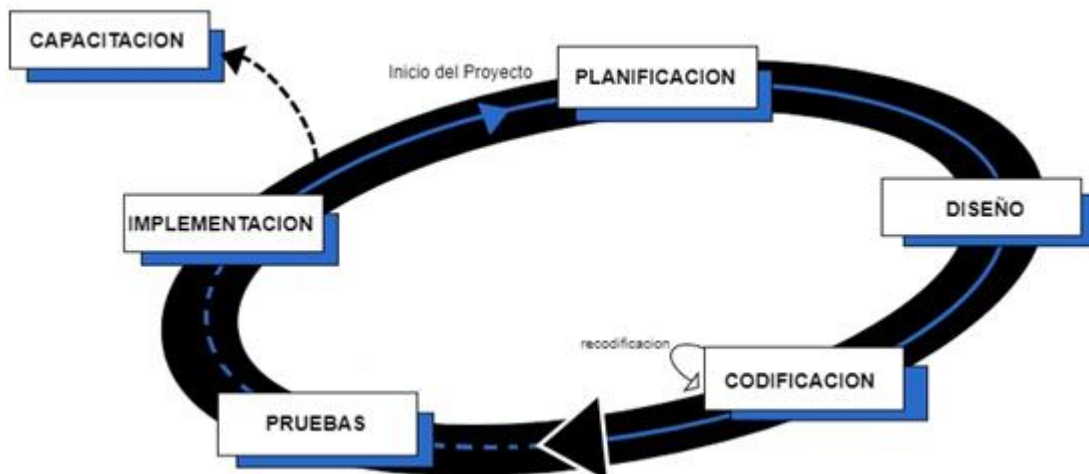 CAPACITACION
Inicio del Proyecto
PLANIFICACION
IMPLEMENTACION
DISEÑO
recodificacion
CODIFICACION
PRUEBAS